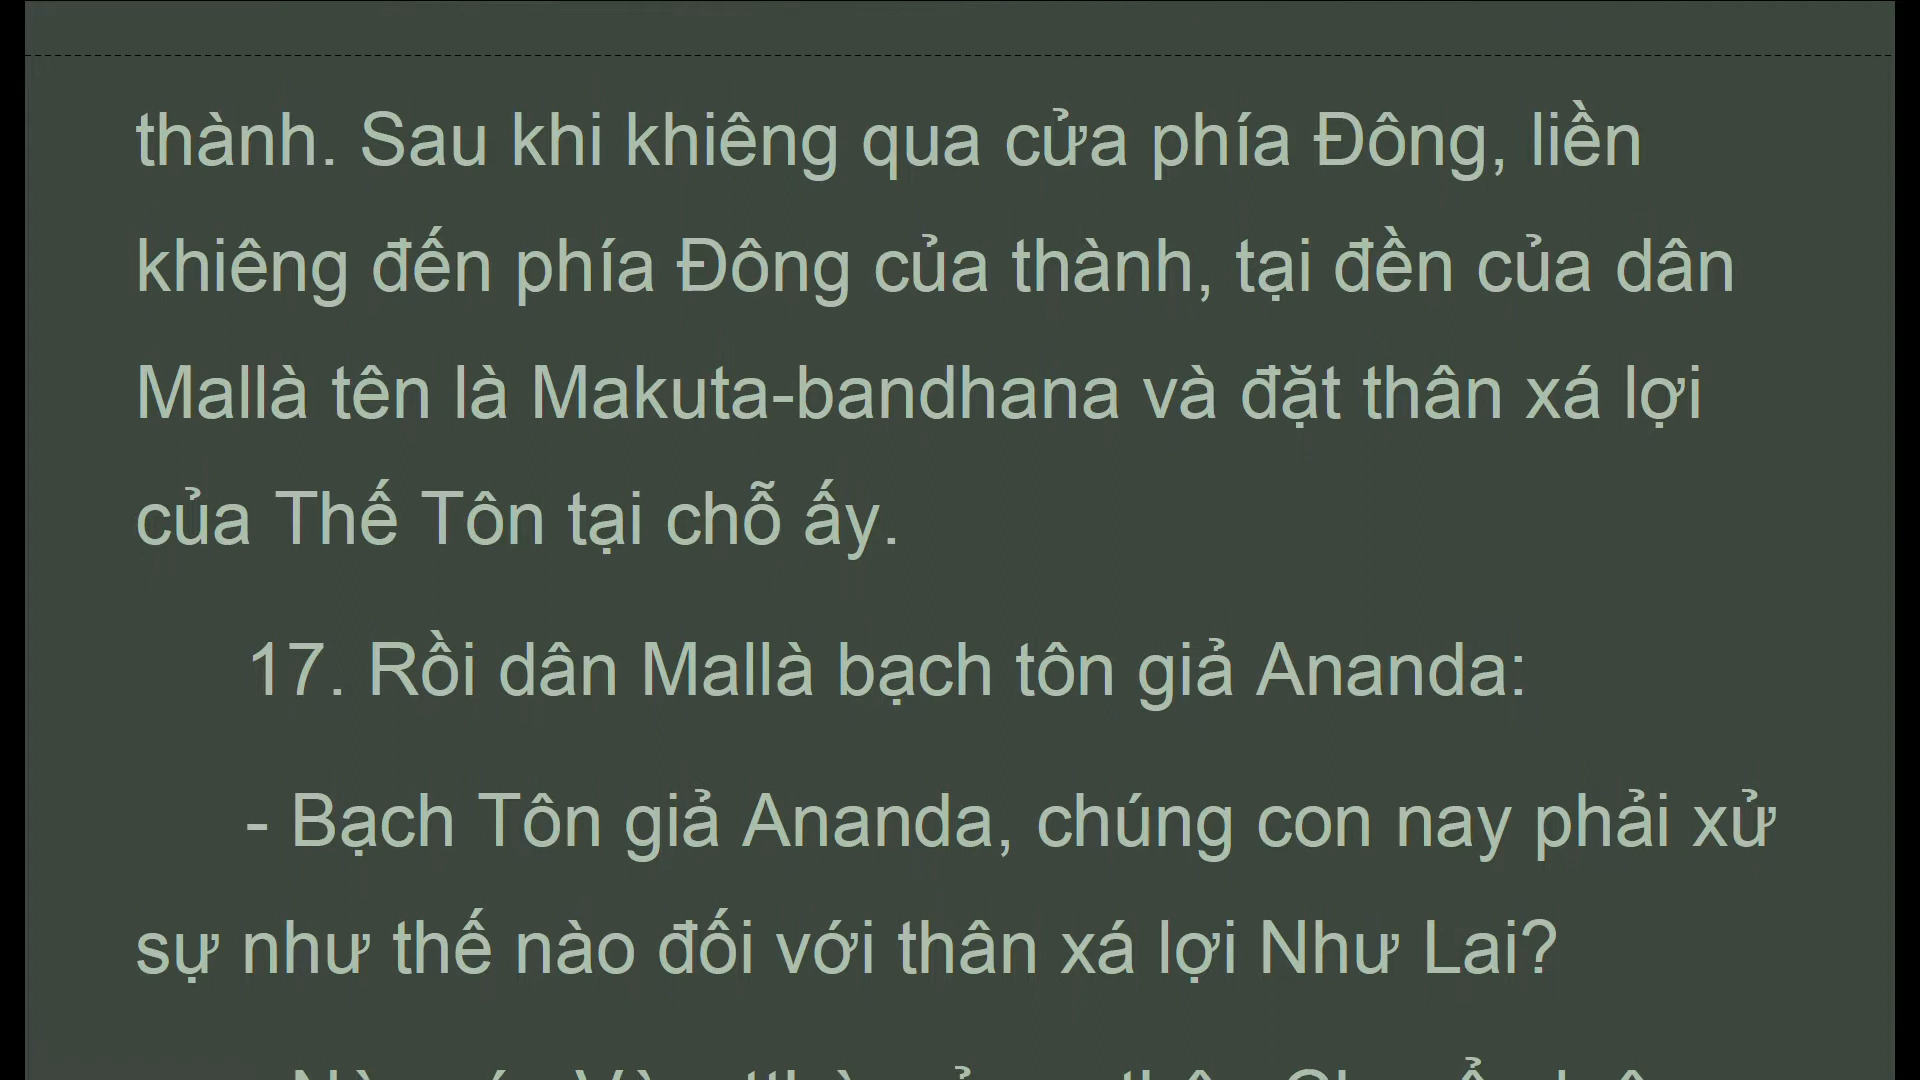 thành. Sau khi khiêng qua cửa phía Đông, liền
khiêng đến phía Đông của thành, tại đền của dân
Mallà tên là Makuta-bandhana và đặt thân xá lợi
của Thế Tôn tại chỗ ấy.
17. Rồi dân Mallà bạch tôn giả Ananda:
- Bạch Tôn giả Ananda, chúng con nay phải xử
sự như thế nào đối với thân xá lợi Như Lai?